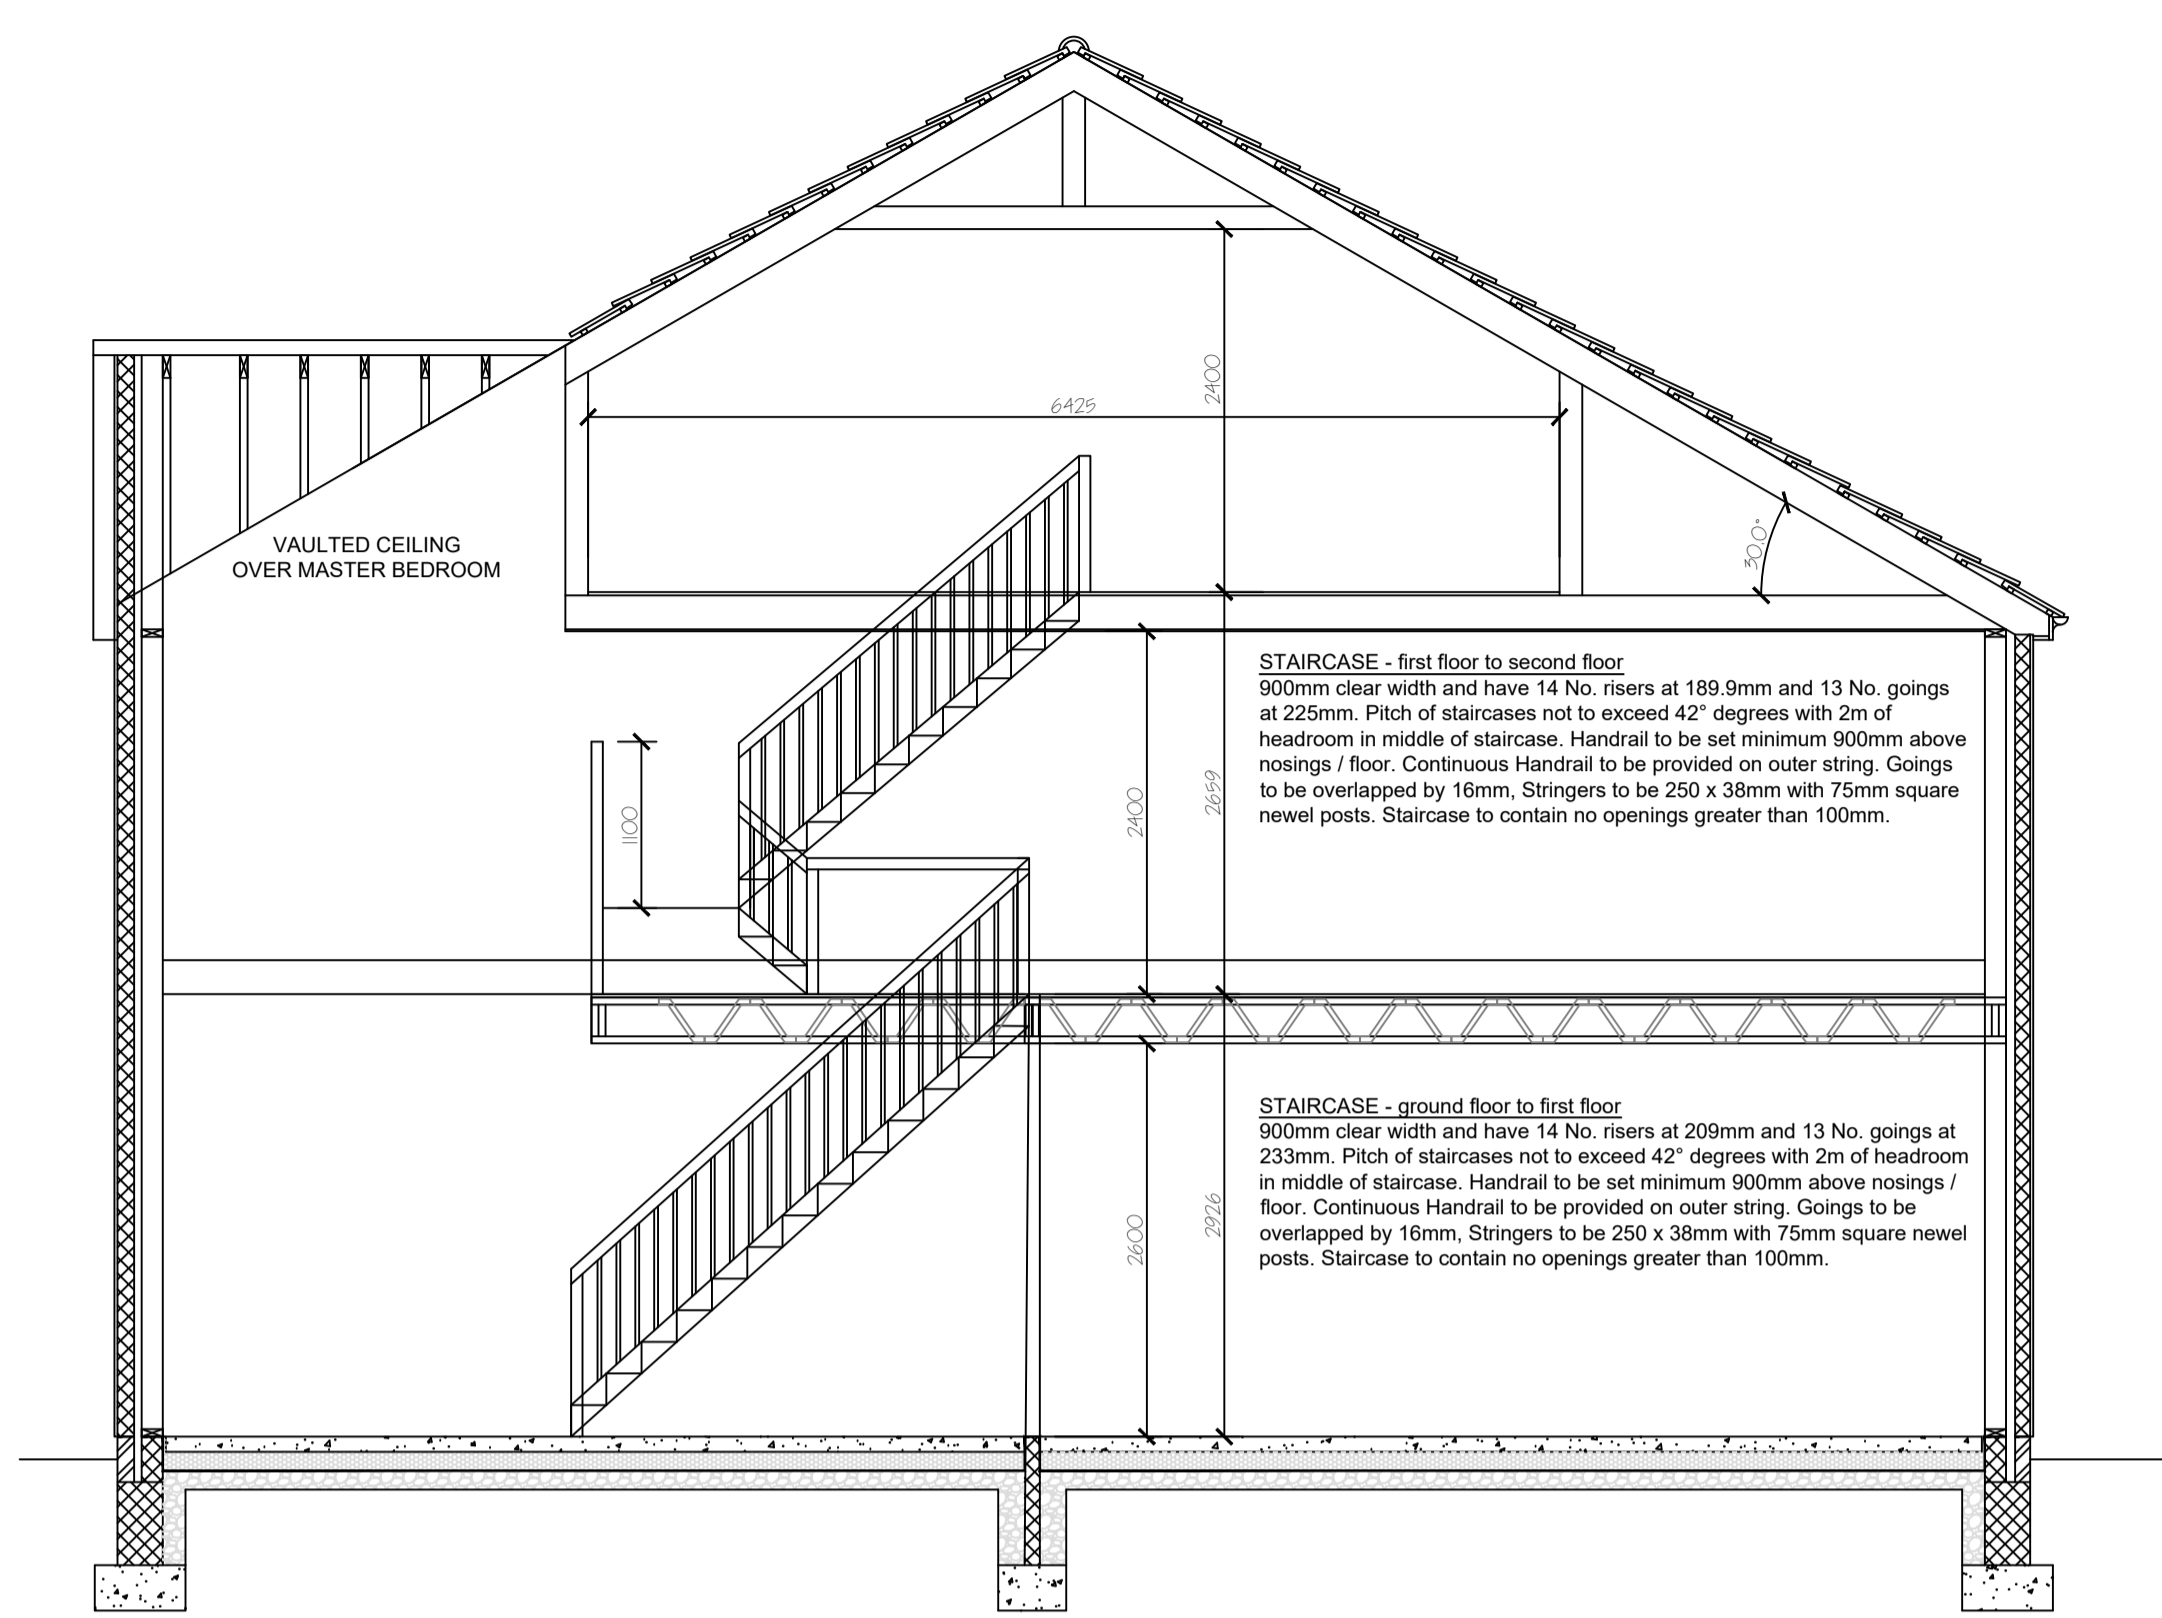 2400
6425
30.0°
VAULTED CEILING
OVER MASTER BEDROOM
STAIRCASE - first floor to second floor
900mm clear width and have 14 No. risers at 189.9mm and 13 No. goings
at 225mm. Pitch of staircases not to exceed 42° degrees with 2m of
headroom in middle of staircase. Handrail to be set minimum 900mm above
nosings / floor. Continuous Handrail to be provided on outer string. Goings
to be overlapped by 16mm, Stringers to be 250 x 38mm with 75mm square
newel posts. Staircase to contain no openings greater than 100mm.
1100
2400
2659
STAIRCASE - ground floor to first floor
900mm clear width and have 14 No. risers at 209mm and 13 No. goings at
233mm. Pitch of staircases not to exceed 42° degrees with 2m of headroom
in middle of staircase. Handrail to be set minimum 900mm above nosings /
floor. Continuous Handrail to be provided on outer string. Goings to be
overlapped by 16mm, Stringers to be 250 x 38mm with 75mm square newel
posts. Staircase to contain no openings greater than 100mm.
2600
2926